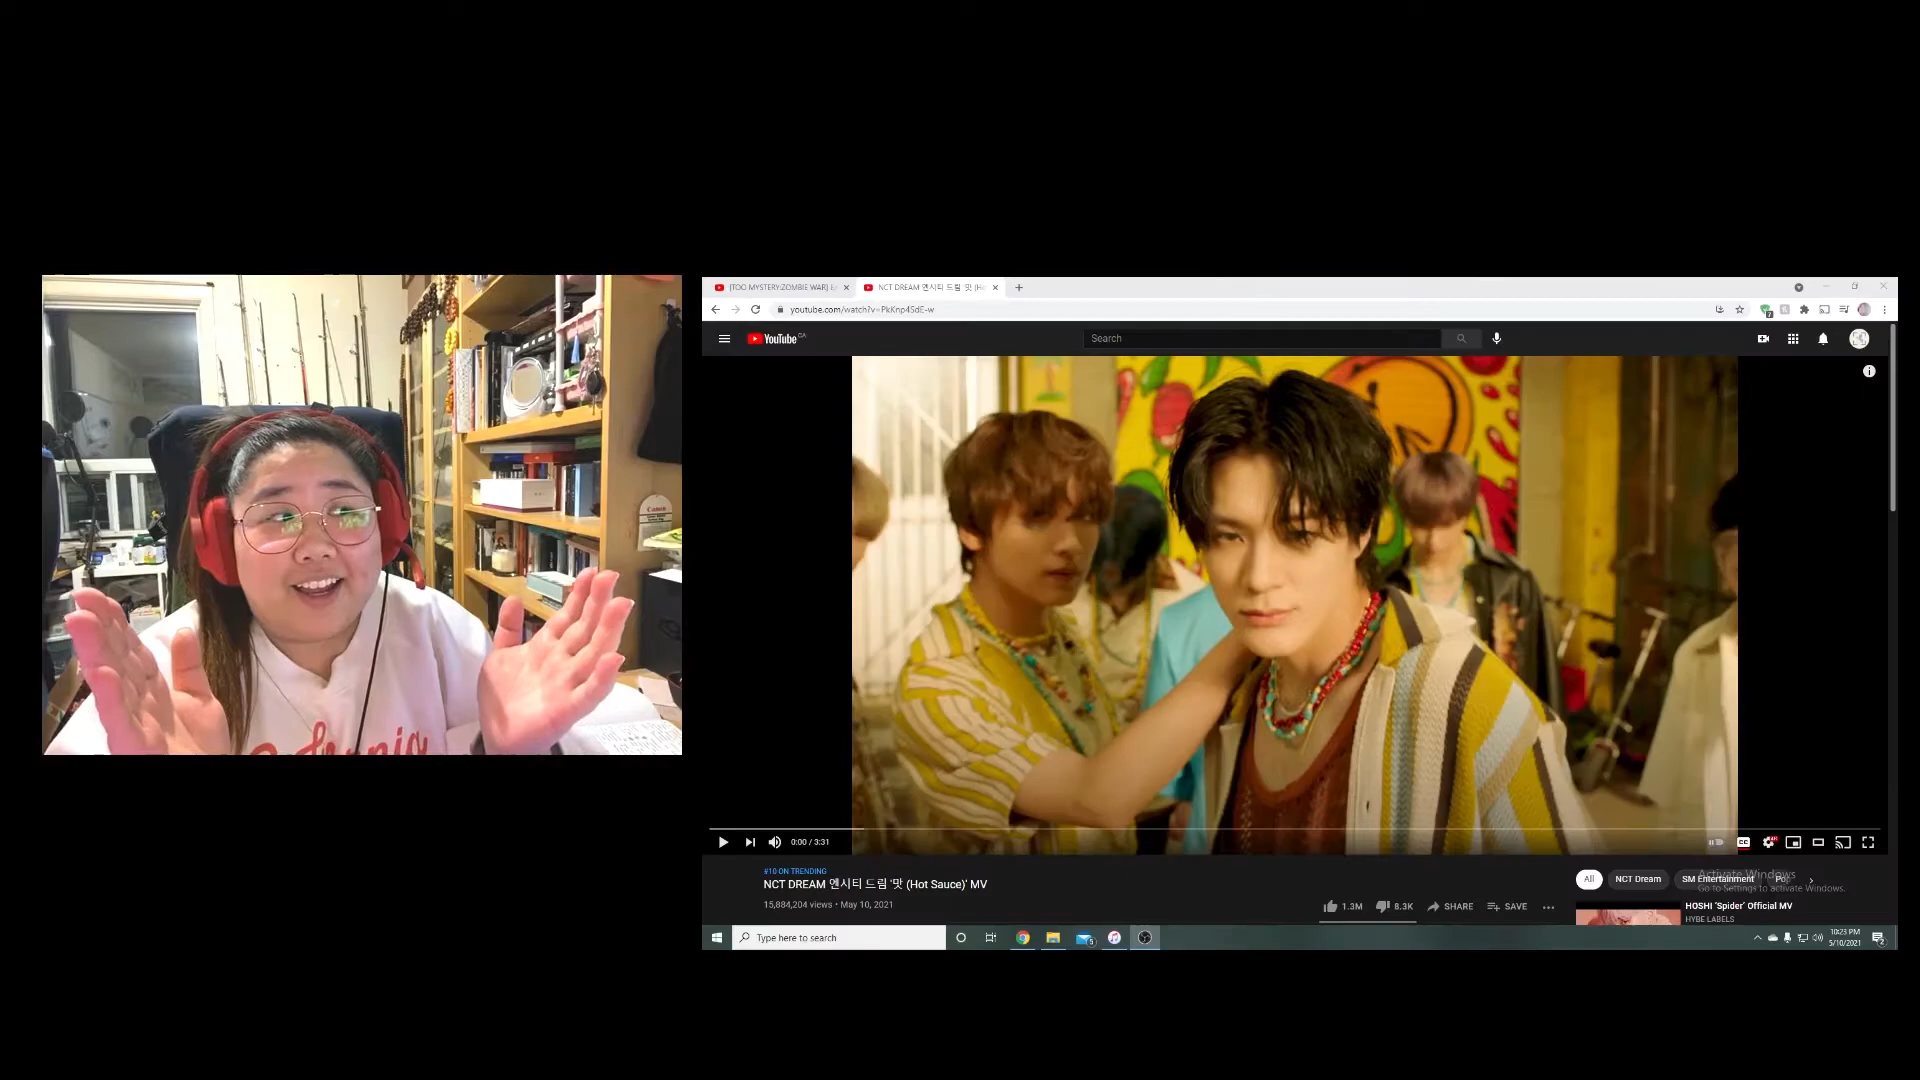 [TOO MYSTERY:ZOMBIE WAR] E
NCT DREAM 엔시티 드림 '맛 (Ho
youtube.com/watch?v=PkKnp4SdE-w
YouTube CA
Search
Canon
0:00 / 3:31
CC
#10 ON TRENDING
NCT DREAM 엔시티 드림 '맛 (Hot Sauce)' MV
15,884,204 views • May 10, 2021
1.3M
8.3K
SHARE
SAVE
All
NCT Dream
SM Entertainment
Activate Windows
Go to Settings to activate Windows.
HOSHI 'Spider' Official MV
HYBE LABELS
Type here to search
10:23 PM
5/10/2021